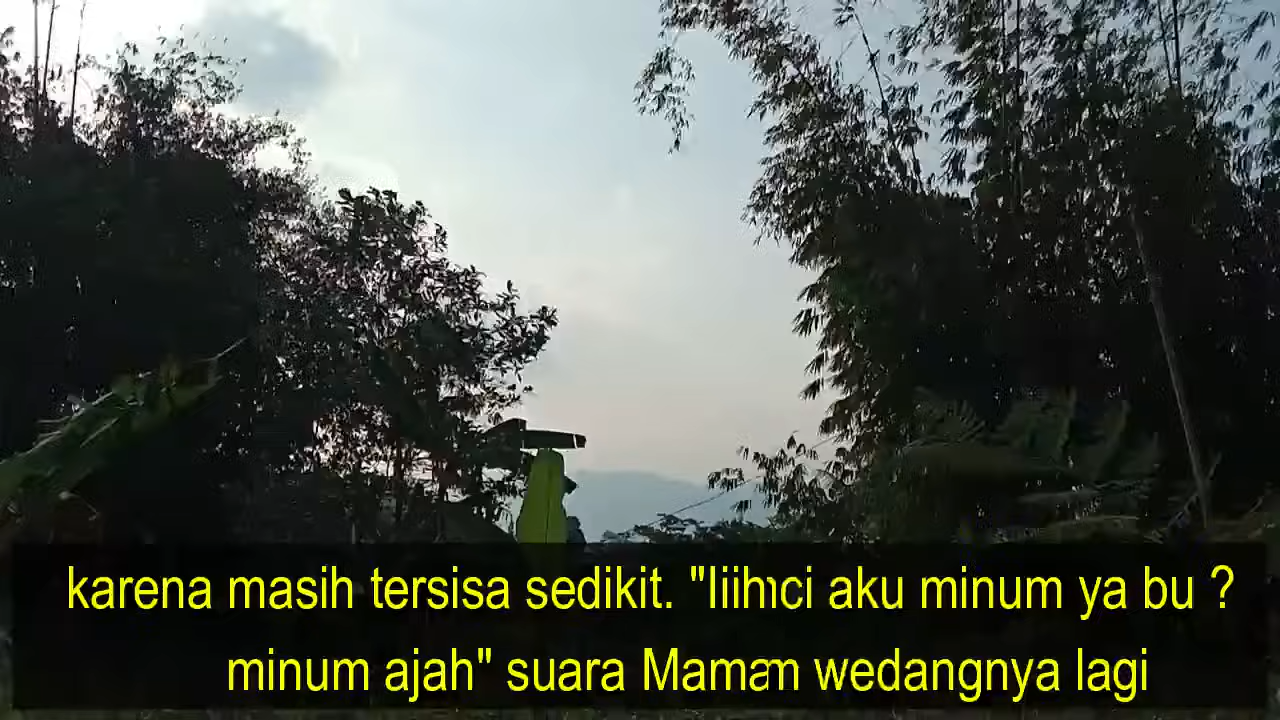 karena masih tersisa sedikit. "Iiihıci aku minum ya bu ?
minum ajah" suara Mamam wedangnya lagi